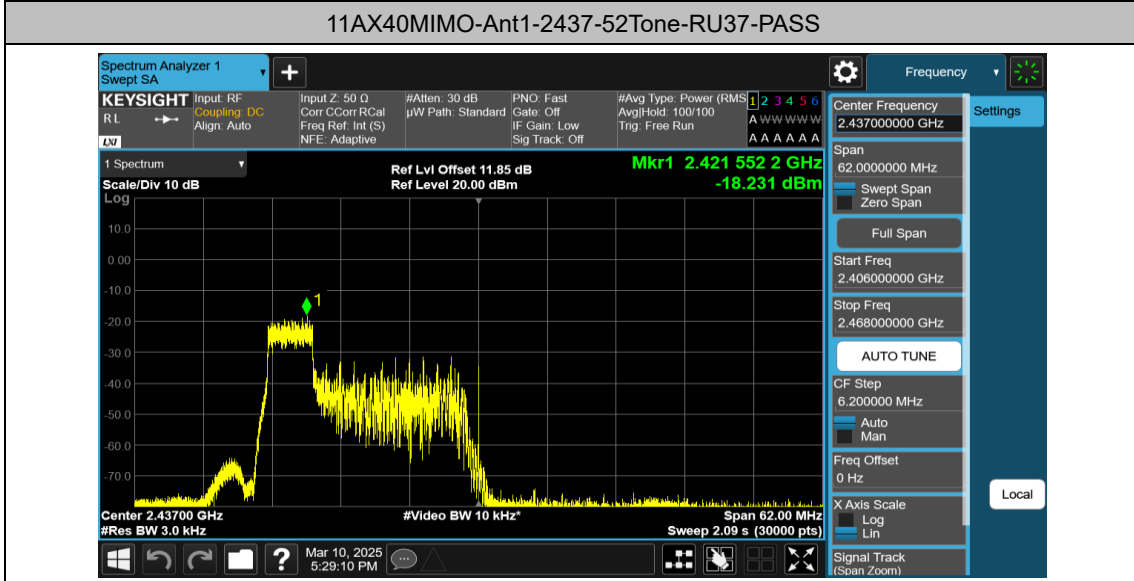 11AX40MIMO-Ant1-2437-52Tone-RU37-PASS
Spectrum Analyzer 1
Swept SA
Frequency
KEYSIGHT
R L
LXI
Input: RF
Coupling: DC
Align: Auto
Input Z: 50 Ω
Corr CCorr RCal
Freq Ref: Int (S)
NFE: Adaptive
#Atten: 30 dB
µW Path: Standard
PNO: Fast
Gate: Off
IF Gain: Low
Sig Track: Off
#Avg Type: Power (RMS
Avg|Hold: 100/100
Trig: Free Run
1 2 3 4 5 6
A W W W W W
A A A A A A
1 Spectrum
Scale/Div 10 dB
Log
Ref Lvl Offset 11.85 dB
Ref Level 20.00 dBm
Mkr1 2.421 552 2 GHz
-18.231 dBm
10.0
0.00
-10.0
-20.0
-30.0
-40.0
-50.0
-60.0
-70.0
1
Center 2.43700 GHz
#Res BW 3.0 kHz
#Video BW 10 kHz*
Span 62.00 MHz
Sweep 2.09 s (30000 pts)
Center Frequency
2.437000000 GHz
Settings
Span
62.0000000 MHz
Swept Span
Zero Span
Full Span
Start Freq
2.406000000 GHz
Stop Freq
2.468000000 GHz
AUTO TUNE
CF Step
6.200000 MHz
Auto
Man
Freq Offset
0 Hz
X Axis Scale
Log
Lin
Local
Signal Track
(Span Zoom)
?
Mar 10, 2025
5:29:10 PM